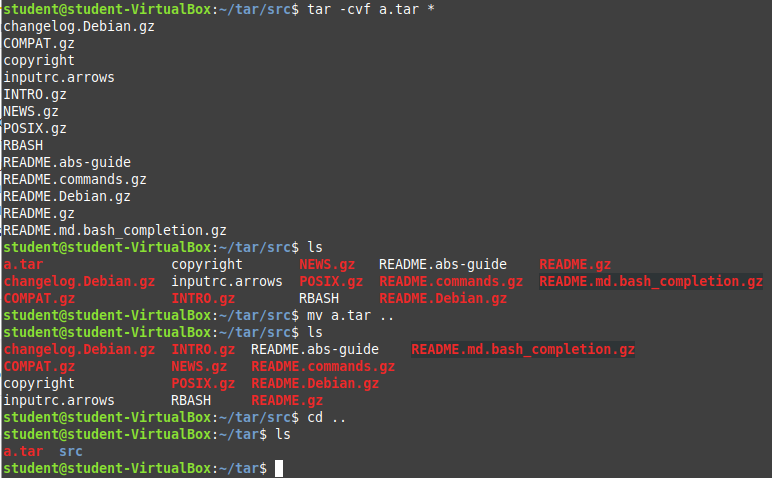 student@student-VirtualBox:~/tar/src$ tar -cvf a.tar *
changelog.Debian.gz
COMPAT.gz
copyright
inputrc.arrows
INTRO.gz
NEWS.gz
POSIX.gz
RBASH
README.abs-guide
README.commands.gz
README.Debian.gz
README.gz
README.md.bash_completion.gz
student@student-VirtualBox:~/tar/src$ ls
a.tar                copyright       NEWS.gz   README.abs-guide    README.gz
changelog.Debian.gz  inputrc.arrows  POSIX.gz  README.commands.gz  README.md.bash_completion.gz
COMPAT.gz            INTRO.gz        RBASH     README.Debian.gz
student@student-VirtualBox:~/tar/src$ mv a.tar ..
student@student-VirtualBox:~/tar/src$ ls
changelog.Debian.gz  INTRO.gz  README.abs-guide    README.md.bash_completion.gz
COMPAT.gz            NEWS.gz   README.commands.gz
copyright            POSIX.gz  README.Debian.gz
inputrc.arrows       RBASH     README.gz
student@student-VirtualBox:~/tar/src$ cd ..
student@student-VirtualBox:~/tar$ ls
a.tar  src
student@student-VirtualBox:~/tar$